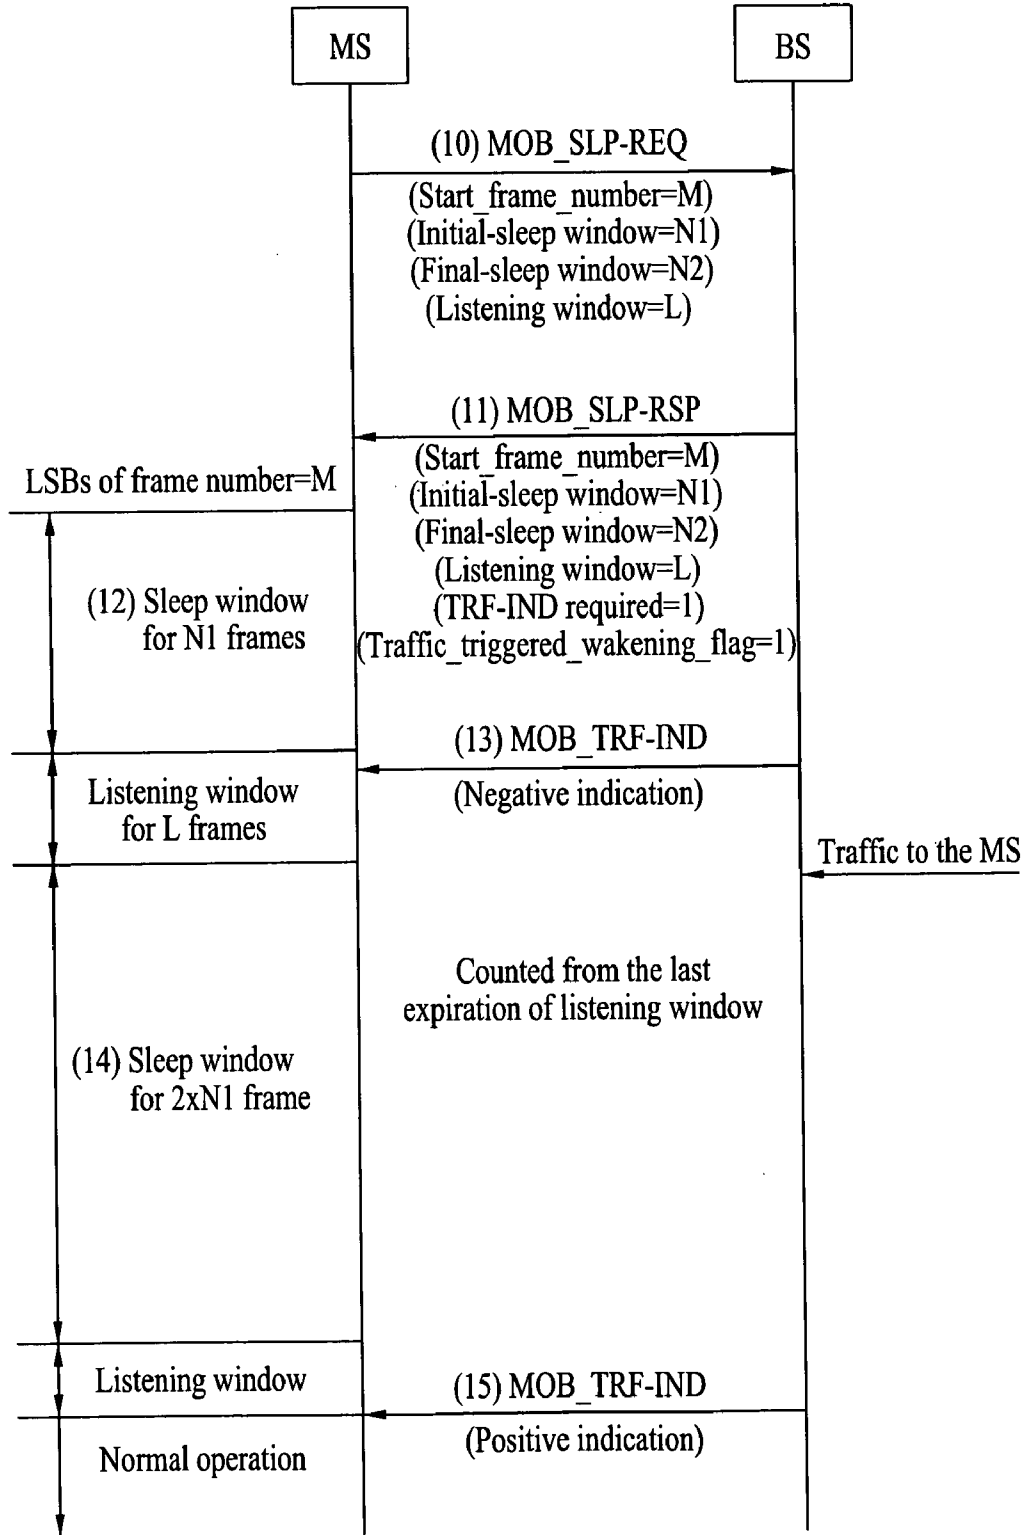 MS
BS
(10) MOB_SLP-REQ
(Start_frame_number=M)
(Initial-sleep window=N1)
(Final-sleep window=N2)
(Listening window=L)
(11) MOB_SLP-RSP
(Start_frame_number=M)
(Initial-sleep window=N1)
(Final-sleep window=N2)
(Listening window=L)
(TRF-IND required=1)
(Traffic_triggered_wakening_flag=1)
LSBs of frame number=M
(12) Sleep window
for N1 frames
(13) MOB_TRF-IND
(Negative indication)
Listening window
for L frames
Traffic to the MS
Counted from the last
expiration of listening window
(14) Sleep window
for 2xN1 frame
Listening window
(15) MOB_TRF-IND
(Positive indication)
Normal operation